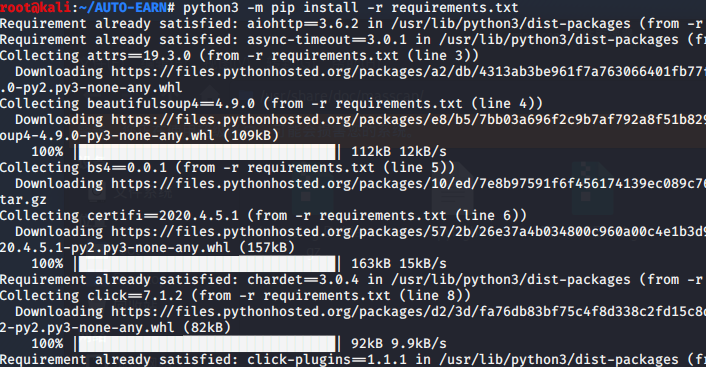 root@kali:~/AUTO-EARN# python3 -m pip install -r requirements.txt
Requirement already satisfied: aiohttp==3.6.2 in /usr/lib/python3/dist-packages (from -r
Requirement already satisfied: async-timeout==3.0.1 in /usr/lib/python3/dist-packages (fr
Collecting attrs==19.3.0 (from -r requirements.txt (line 3))
Downloading https://files.pythonhosted.org/packages/a2/db/4313ab3be961f7a763066401fb77f
.0-py2.py3-none-any.whl
Collecting beautifulsoup4==4.9.0 (from -r requirements.txt (line 4))
Downloading https://files.pythonhosted.org/packages/e8/b5/7bb03a696f2c9b7af792a8f51b829
oup4-4.9.0-py3-none-any.whl (109kB)
100% |████████████████████████████████| 112kB 12kB/s
Collecting bs4==0.0.1 (from -r requirements.txt (line 5))
Downloading https://files.pythonhosted.org/packages/10/ed/7e8b97591f6f456174139ec089c76
tar.gz
Collecting certifi==2020.4.5.1 (from -r requirements.txt (line 6))
Downloading https://files.pythonhosted.org/packages/57/2b/26e37a4b034800c960a00c4e1b3d9
20.4.5.1-py2.py3-none-any.whl (157kB)
100% |████████████████████████████████| 163kB 15kB/s
Requirement already satisfied: chardet==3.0.4 in /usr/lib/python3/dist-packages (from -r
Collecting click==7.1.2 (from -r requirements.txt (line 8))
Downloading https://files.pythonhosted.org/packages/d2/3d/fa76db83bf75c4f8d338c2fd15c8d
2-py2.py3-none-any.whl (82kB)
100% |████████████████████████████████| 92kB 9.9kB/s
Requirement already satisfied: click-plugins==1.1.1 in /usr/lib/python3/dist-packages (fr